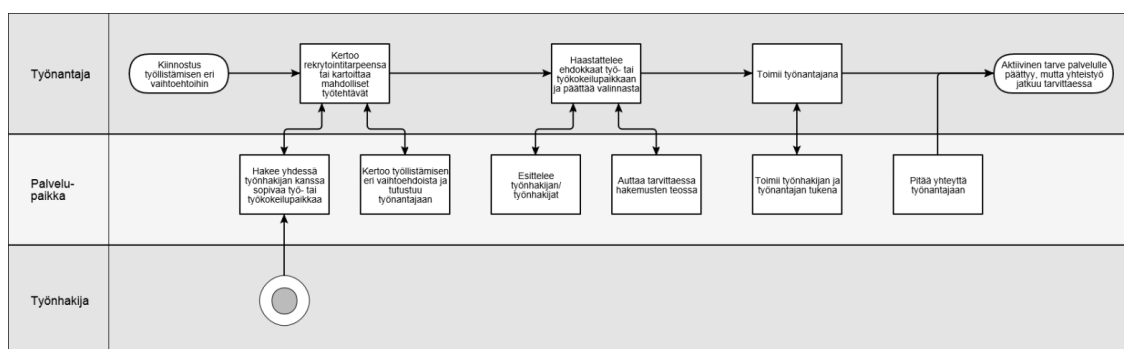 Työnantaja
Kiinnostus
työllistämisen eri
vaihtoehtoihin
Kertoo
rekrytointitarpeensa
tai kartoittaa
mahdolliset
työtehtävät
Haastattelee
ehdokkaat työ- tai
työkokeilupaikkaan
ja päättää valinnasta
Toimii työnantajana
Aktiivinen tarve palvelulle
päättyy, mutta yhteistyö
jatkuu tarvittaessa
Palvelu-
paikka
Hakee yhdessä
työnhakijan kanssa
sopivaa työ- tai
työkokeilupaikkaa
Kertoo työllistämisen
eri vaihtoehdoista ja
tutustuu
työnantajaan
Esittelee
työnhakijan/
työnhakijat
Auttaa tarvittaessa
hakemusten teossa
Toimii työnhakijan ja
työnantajan tukena
Pitää yhteyttä
työnantajaan
Työnhakija